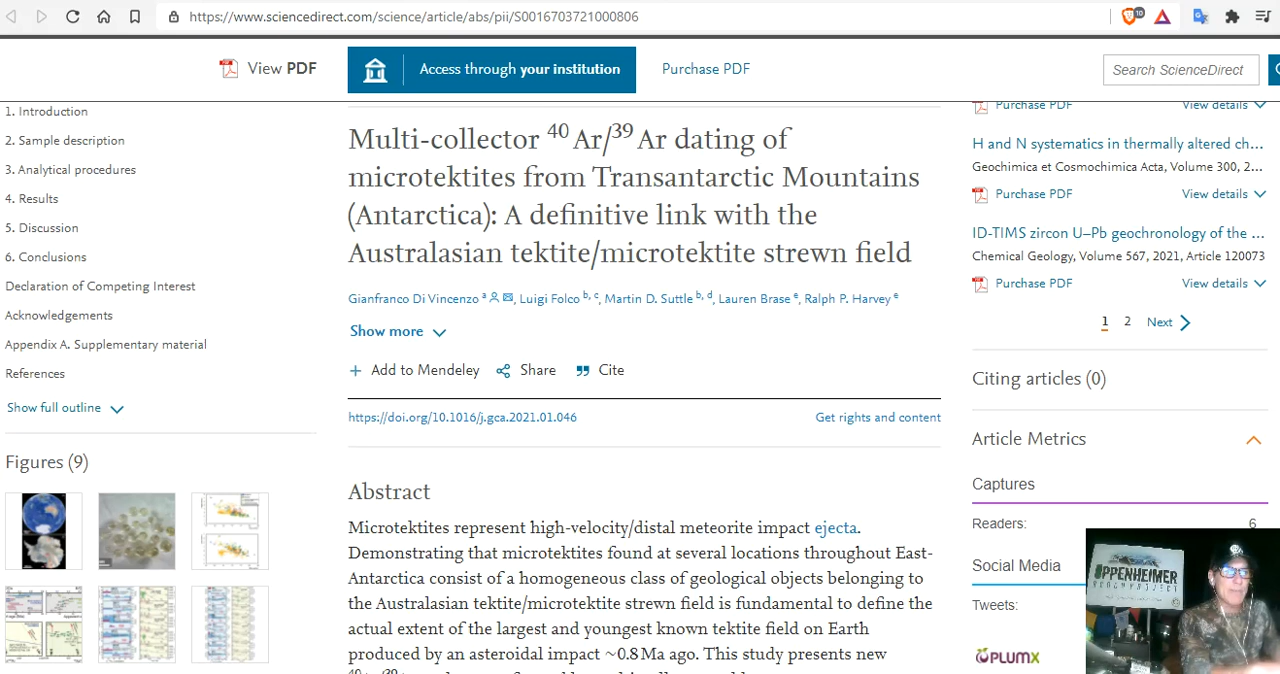 https://www.sciencedirect.com/science/article/abs/pii/S0016703721000806
10
View PDF
Access through your institution
Purchase PDF
Search ScienceDirect
1. Introduction
2. Sample description
3. Analytical procedures
4. Results
5. Discussion
6. Conclusions
Declaration of Competing Interest
Acknowledgements
Appendix A. Supplementary material
References
Show full outline
Figures (9)
Multi-collector 40Ar/39Ar dating of
microtektites from Transantarctic Mountains
(Antarctica): A definitive link with the
Australasian tektite/microtektite strewn field
Gianfranco Di Vincenzo a, Luigi Folco b, c, Martin D. Suttle b, d, Lauren Brase e, Ralph P. Harvey e
Show more
Add to Mendeley Share Cite
https://doi.org/10.1016/j.gca.2021.01.046
Get rights and content
Abstract
Microtektites represent high-velocity/distal meteorite impact ejecta.
Demonstrating that microtektites found at several locations throughout East-
Antarctica consist of a homogeneous class of geological objects belonging to
the Australasian tektite/microtektite strewn field is fundamental to define the
actual extent of the largest and youngest known tektite field on Earth
produced by an asteroidal impact ~0.8 Ma ago. This study presents new
Purchase PDF View details
H and N systematics in thermally altered ch...
Geochimica et Cosmochimica Acta, Volume 300, 2...
Purchase PDF View details
ID-TIMS zircon U–Pb geochronology of the ...
Chemical Geology, Volume 567, 2021, Article 120073
Purchase PDF View details
1 2 Next
Citing articles (0)
Article Metrics
Captures
Readers: 6
Social Media
Tweets:
PLUMX
OPPENHEIMER